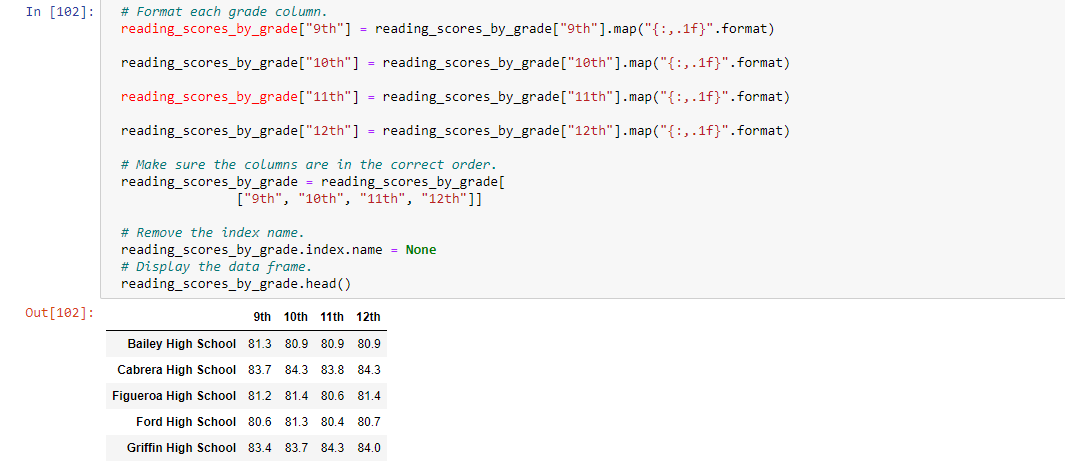 In [102]: # Format each grade column.
reading_scores_by_grade["9th"] = reading_scores_by_grade["9th"].map("{:,.1f}".format)
reading_scores_by_grade["10th"] = reading_scores_by_grade["10th"].map("{:,.1f}".format)
reading_scores_by_grade["11th"] = reading_scores_by_grade["11th"].map("{:,.1f}".format)
reading_scores_by_grade["12th"] = reading_scores_by_grade["12th"].map("{:,.1f}".format)
# Make sure the columns are in the correct order.
reading_scores_by_grade = reading_scores_by_grade[
["9th", "10th", "11th", "12th"]]
# Remove the index name.
reading_scores_by_grade.index.name = None
# Display the data frame.
reading_scores_by_grade.head()
Out[102]:
9th 10th 11th 12th
Bailey High School 81.3 80.9 80.9 80.9
Cabrera High School 83.7 84.3 83.8 84.3
Figueroa High School 81.2 81.4 80.6 81.4
Ford High School 80.6 81.3 80.4 80.7
Griffin High School 83.4 83.7 84.3 84.0